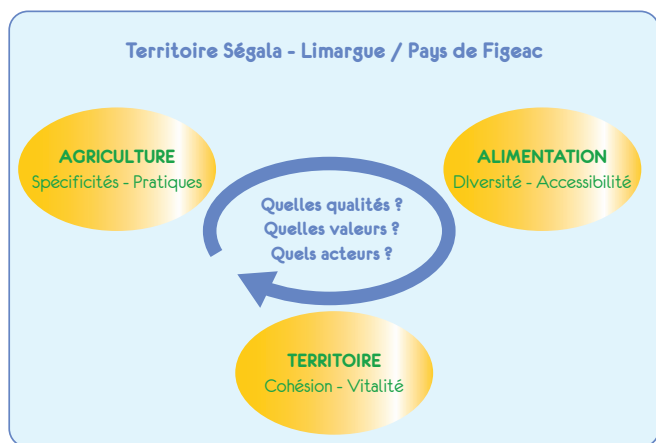 Territoire Ségala - Limargue / Pays de Figeac
AGRICULTURE
Spécificités - Pratiques
ALIMENTATION
DIversité - Accessibilité
Quelles qualités ?
Quelles valeurs ?
Quels acteurs ?
TERRITOIRE
Cohésion - Vitalité